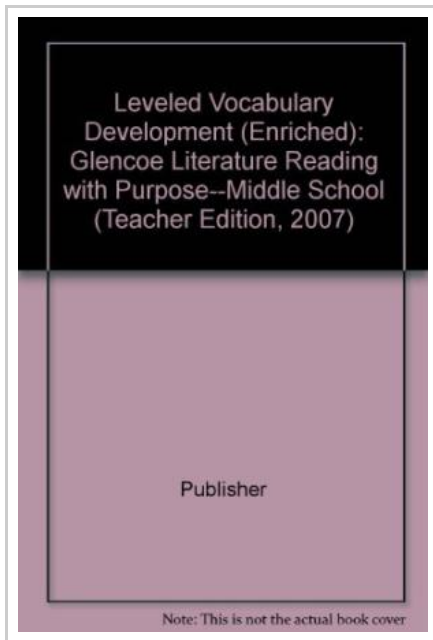 Leveled Vocabulary
Development (Enriched):
Glencoe Literature Reading
with Purpose--Middle School
(Teacher Edition, 2007)
Publisher
Note: This is not the actual book cover